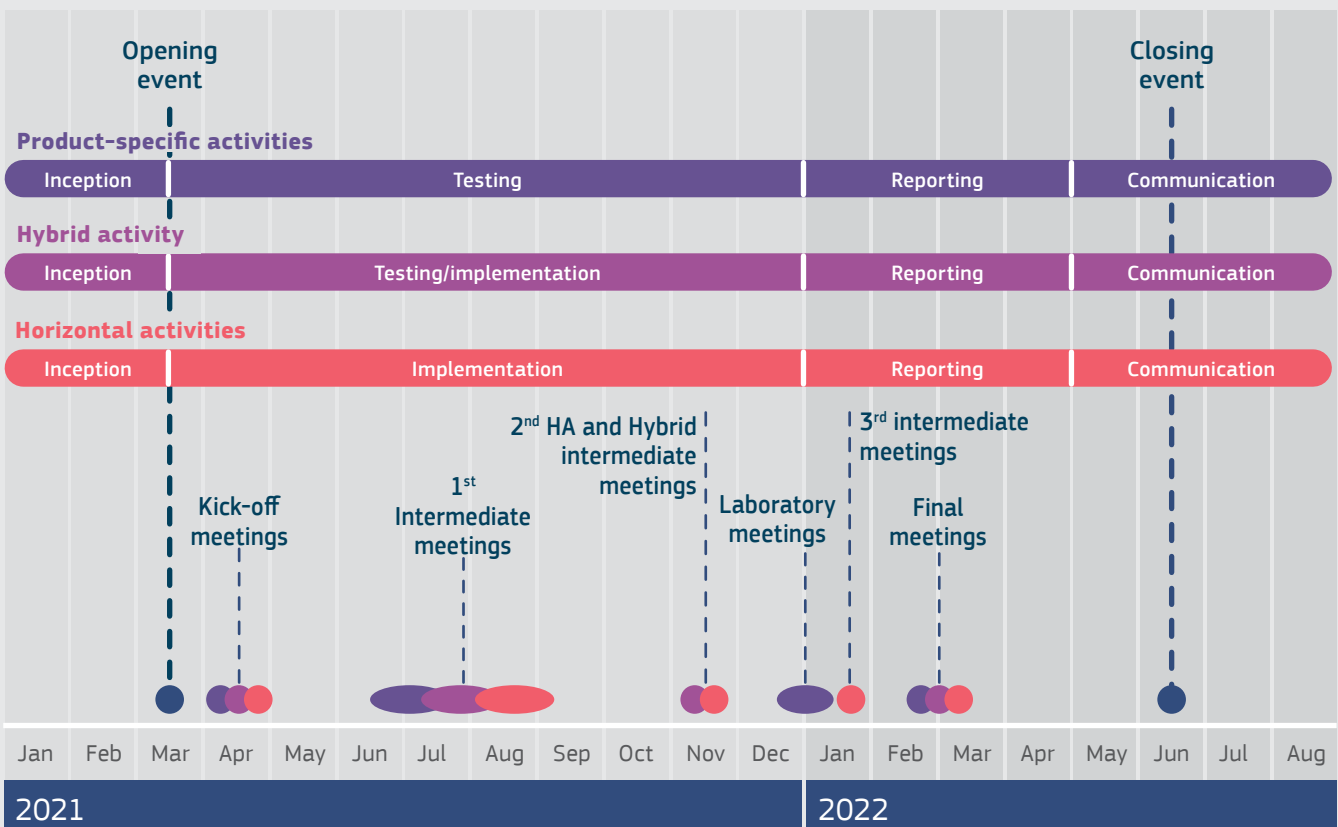 Opening
event
Closing
event
Product-specific activities
Inception Testing Reporting Communication
Hybrid activity
Inception Testing/implementation Reporting Communication
Horizontal activities
Inception Implementation Reporting Communication
2nd HA and Hybrid
intermediate
meetings
3rd intermediate
meetings
1st
Intermediate
meetings
Kick-off
meetings
Laboratory
meetings
Final
meetings
Jan Feb Mar Apr May Jun Jul Aug Sep Oct Nov Dec Jan Feb Mar Apr May Jun Jul Aug
2021 2022